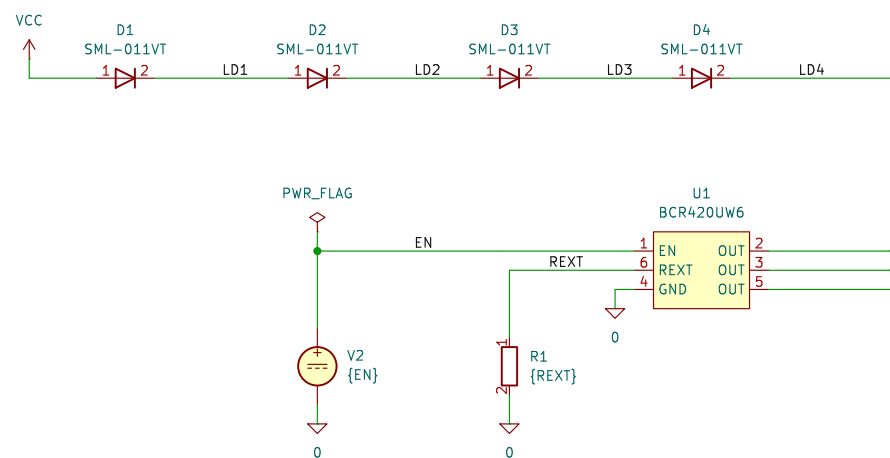 VCC
D1
SML-011VT
1 2
LD1
D2
SML-011VT
1 2
LD2
D3
SML-011VT
1 2
LD3
D4
SML-011VT
1 2
LD4
PWR_FLAG
EN
V2
{EN}
0
REXT
1
R1
{REXT}
2
0
0
U1
BCR420UW6
1 EN OUT 2
6 REXT OUT 3
4 GND OUT 5